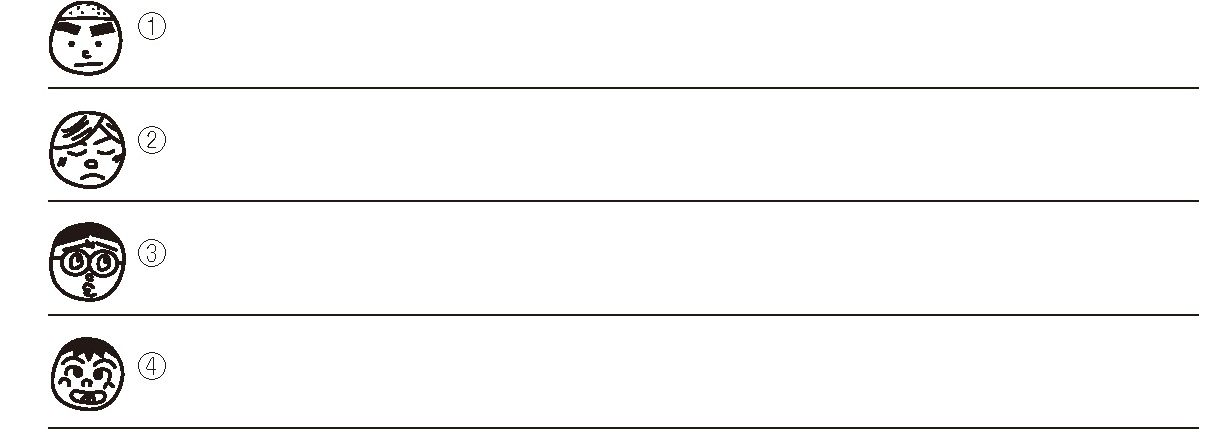 ①
②
③
④